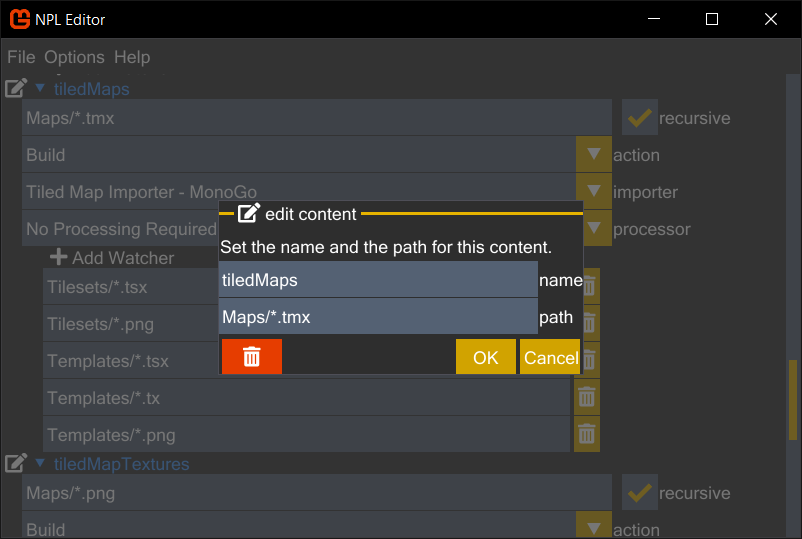 NPL Editor
File Options Help
tiledMaps
Maps/*.tmx recursive
Build action
Tiled Map Importer - MonoGo importer
No Processing Required processor
edit content
Set the name and the path for this content.
tiledMaps name
Maps/*.tmx path
OK Cancel
Add Watcher
Tilesets/*.tsx
Tilesets/*.png
Templates/*.tsx
Templates/*.tx
Templates/*.png
tiledMapTextures
Maps/*.png recursive
Build action